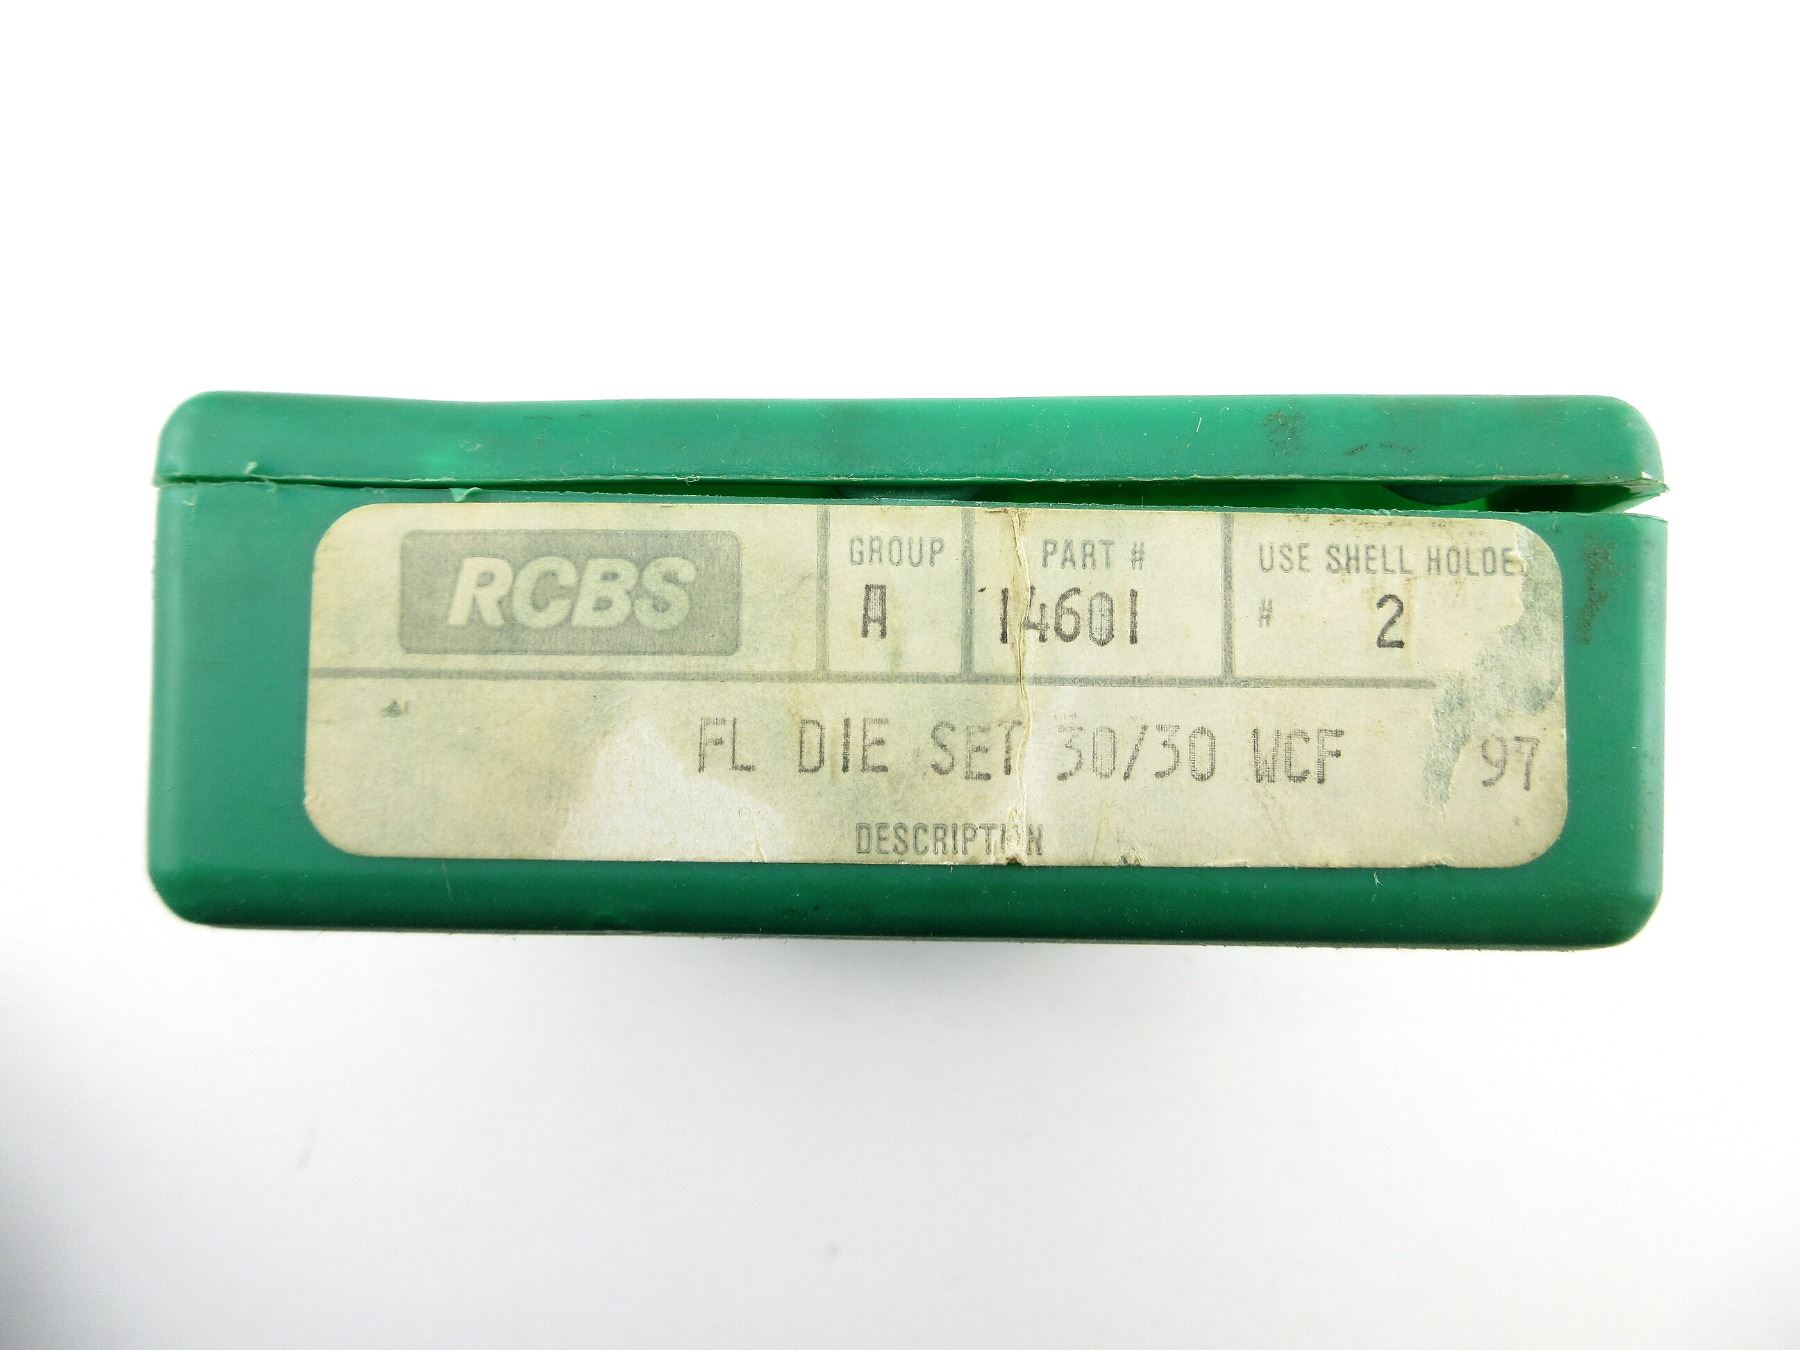 RCBS GROUP PART # USE SHELL HOLDE
A 14601 # 2
FL DIE SET 30/30 WCF 97
DESCRIPTION